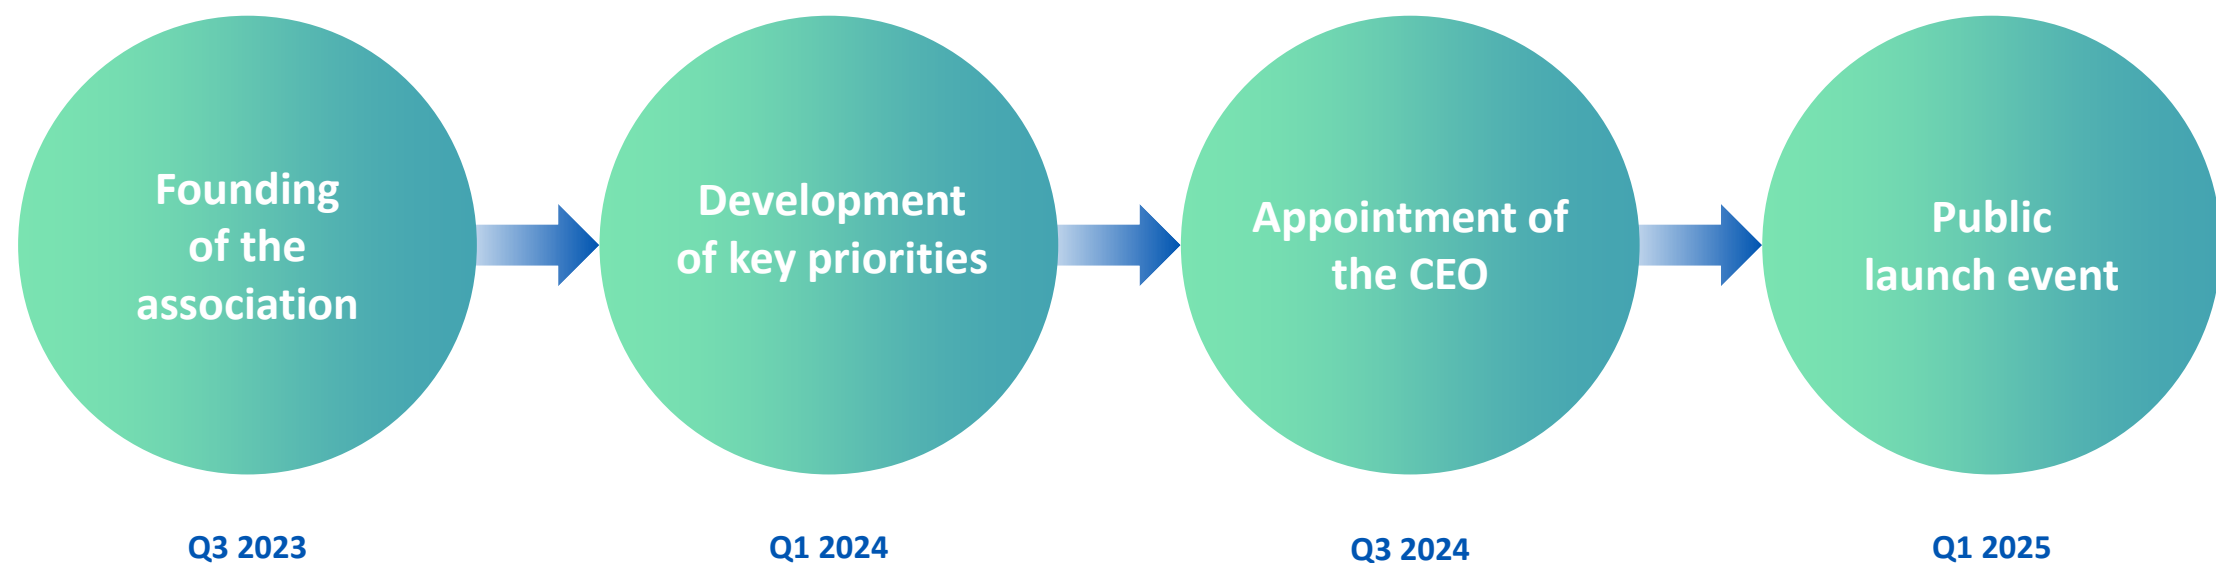 Founding
of the
association
Development
of key priorities
Appointment of
the CEO
Public
launch event
Q3 2023
Q1 2024
Q3 2024
Q1 2025